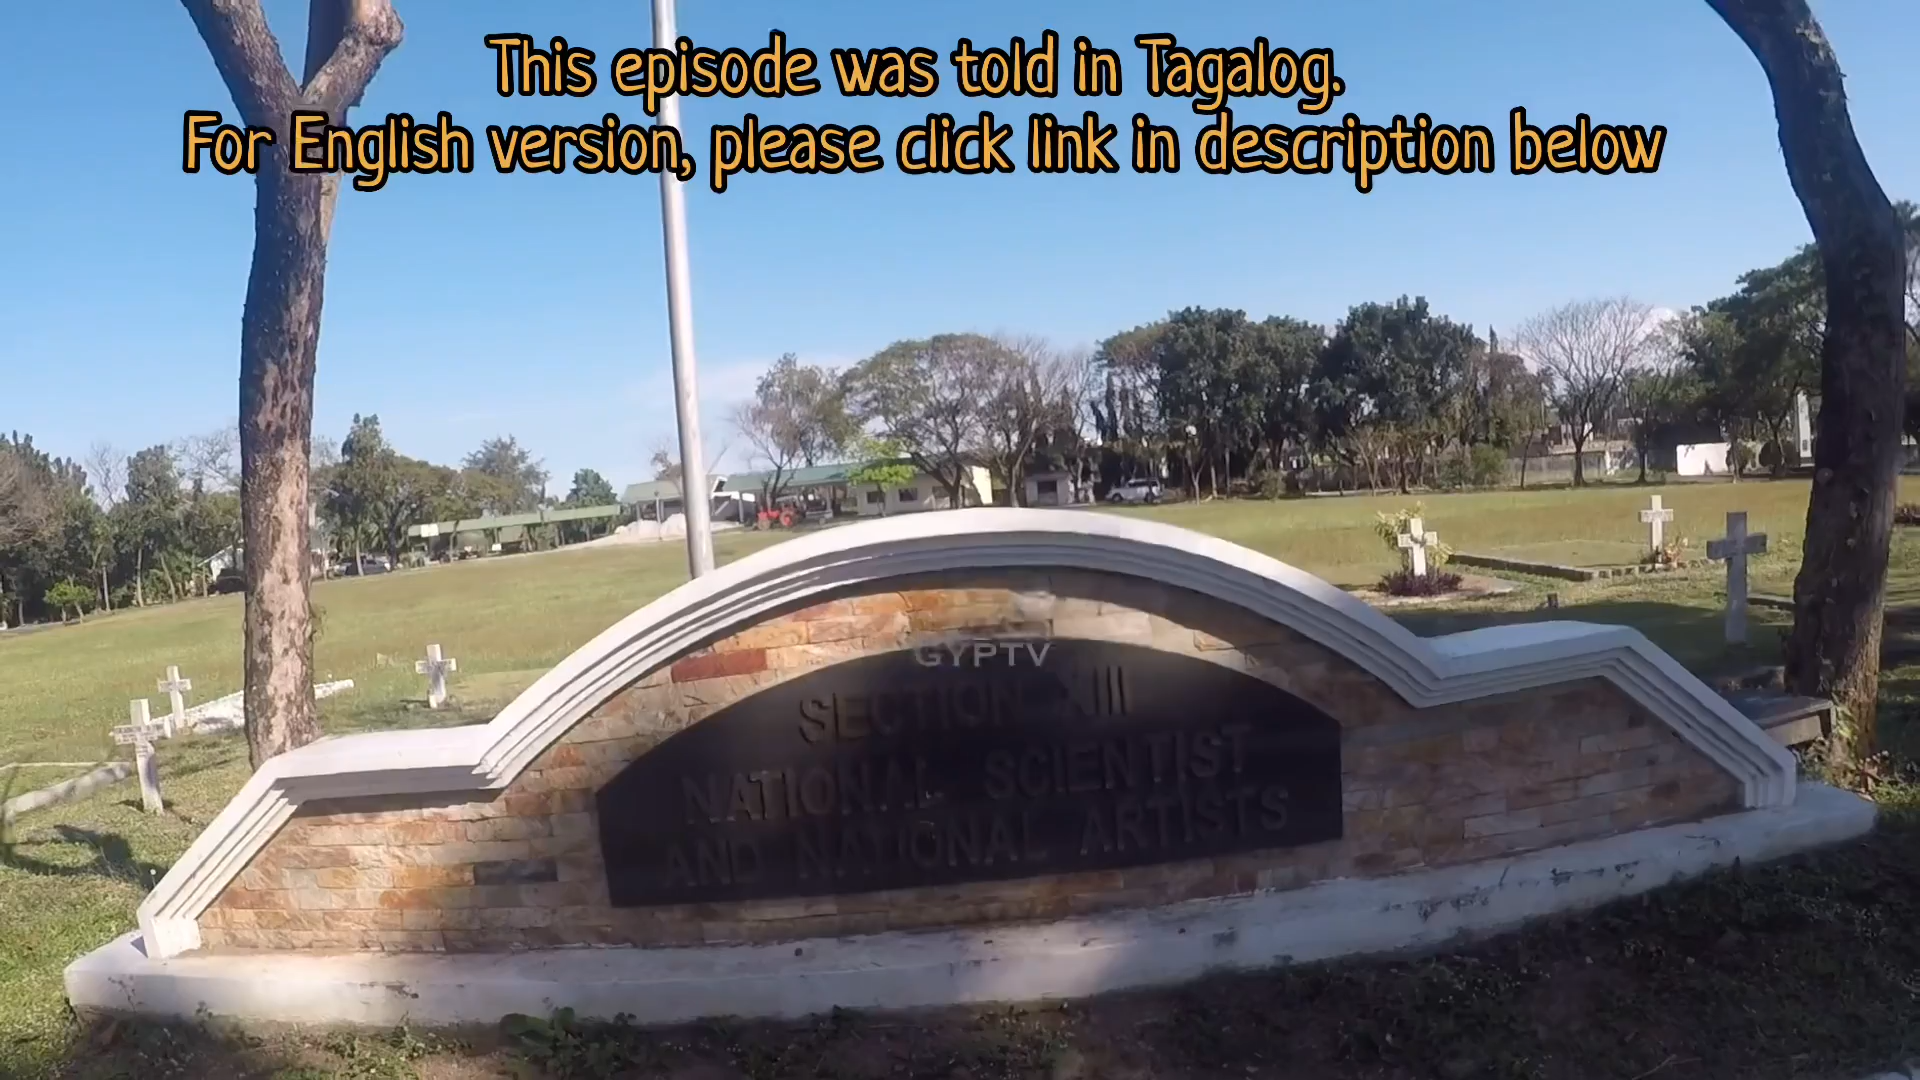 This episode was told in Tagalog.
For English version, please click link in description below
GYPTV
SECTION XIII
NATIONAL SCIENTIST
AND NATIONAL ARTISTS